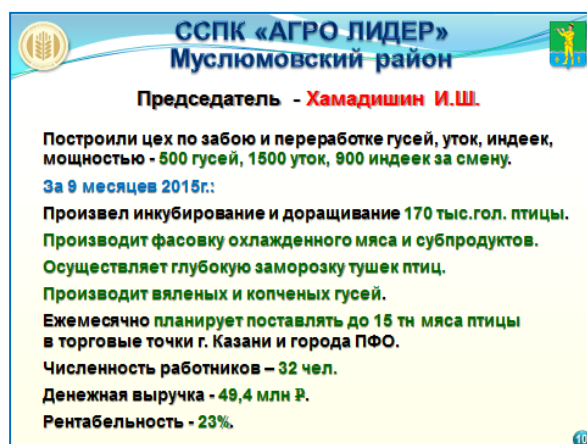 ССПК «АГРО ЛИДЕР»
Муслюмовский район
Председатель - Хамадишин И.Ш.
Построили цех по забою и переработке гусей, уток, индеек,
мощностью - 500 гусей, 1500 уток, 900 индеек за смену.
За 9 месяцев 2015г.:
Произвел инкубирование и доращивание 170 тыс.гол. птицы.
Производит фасовку охлажденного мяса и субпродуктов.
Осуществляет глубокую заморозку тушек птиц.
Производит вяленых и копченых гусей.
Ежемесячно планирует поставлять до 15 тн мяса птицы
в торговые точки г. Казани и города ПФО.
Численность работников – 32 чел.
Денежная выручка - 49,4 млн ₽.
Рентабельность - 23%.
10